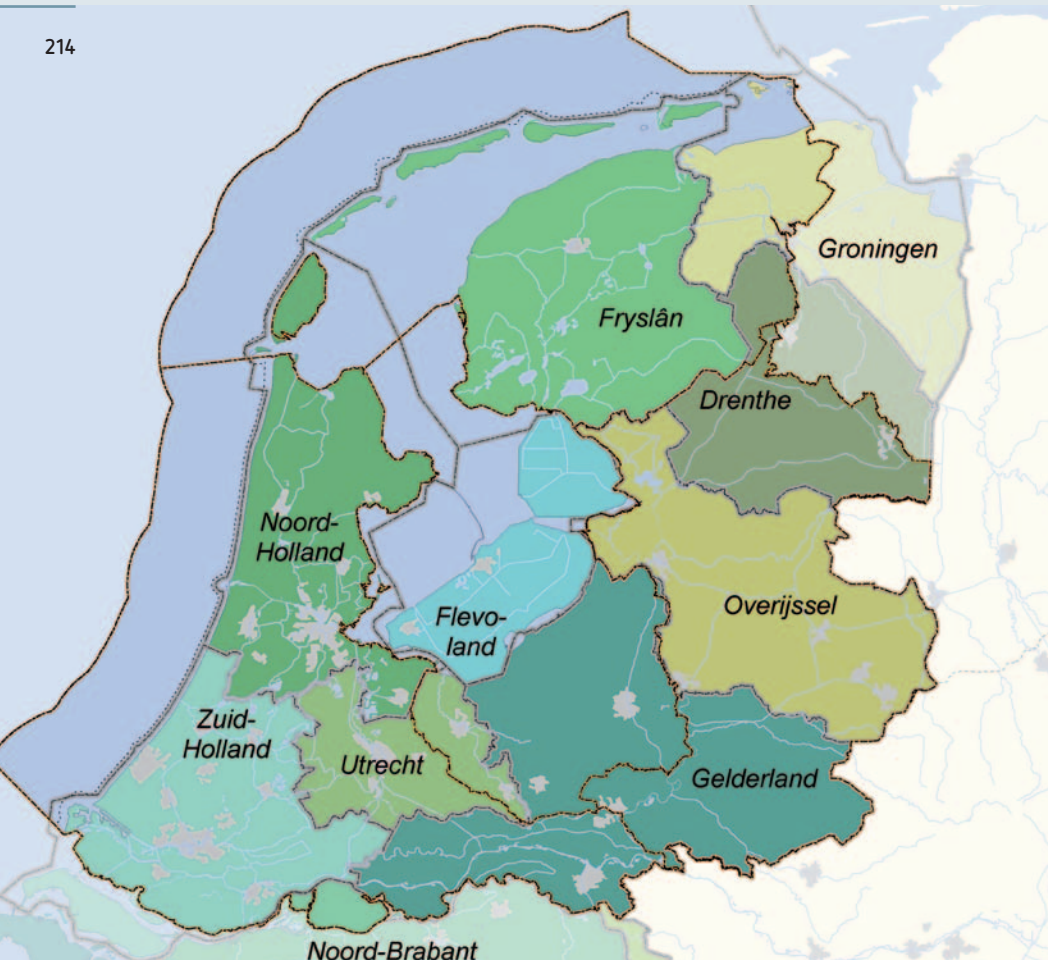 214
Groningen
Fryslân
Drenthe
Noord-
Holland
Overijssel
Flevo-
land
Zuid-
Holland
Utrecht
Gelderland
Noord-Brabant